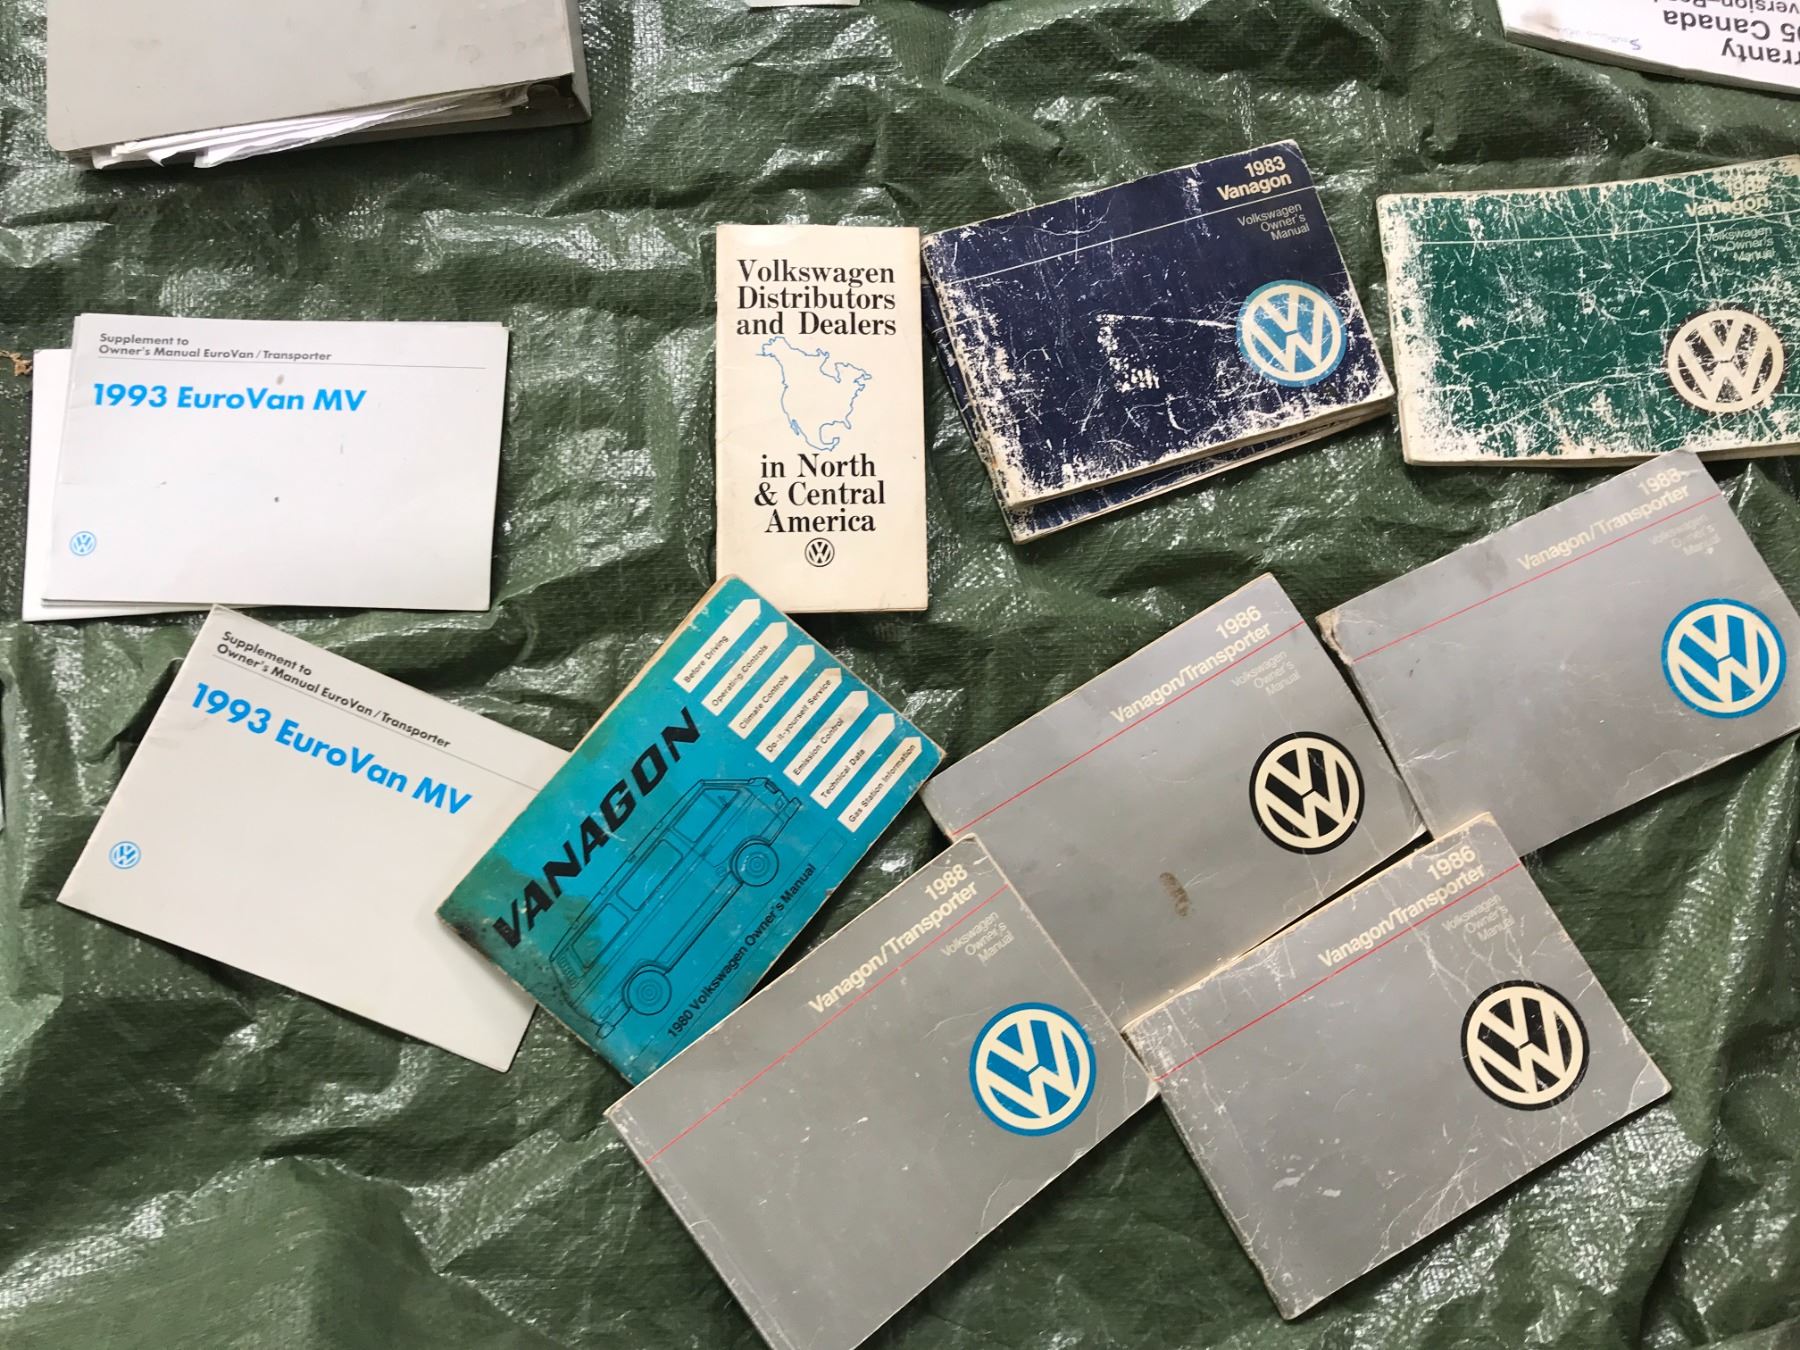 rranty
95 Canada
version-Road
1983
Vanagon
Volkswagen
Owner's
Manual
Vanagon
Volkswagen
Owner's
Manual
Volkswagen
Distributors
and Dealers
in North
& Central
America
Supplement to
Owner's Manual EuroVan/Transporter
1993 EuroVan MV
Supplement to
Owner's Manual EuroVan/Transporter
1993 EuroVan MV
VANAGON
Before Driving
Operating Controls
Climate Controls
Do-it-yourself Service
Emission Control
Technical Data
Gas Station Information
1980 Volkswagen Owner's Manual
1986
Vanagon/Transporter
Volkswagen
Owner's
Manual
1988
Vanagon/Transporter
Volkswagen
Owner's
Manual
1988
Vanagon/Transporter
Volkswagen
Owner's
Manual
1986
Vanagon/Transporter
Volkswagen
Owner's
Manual